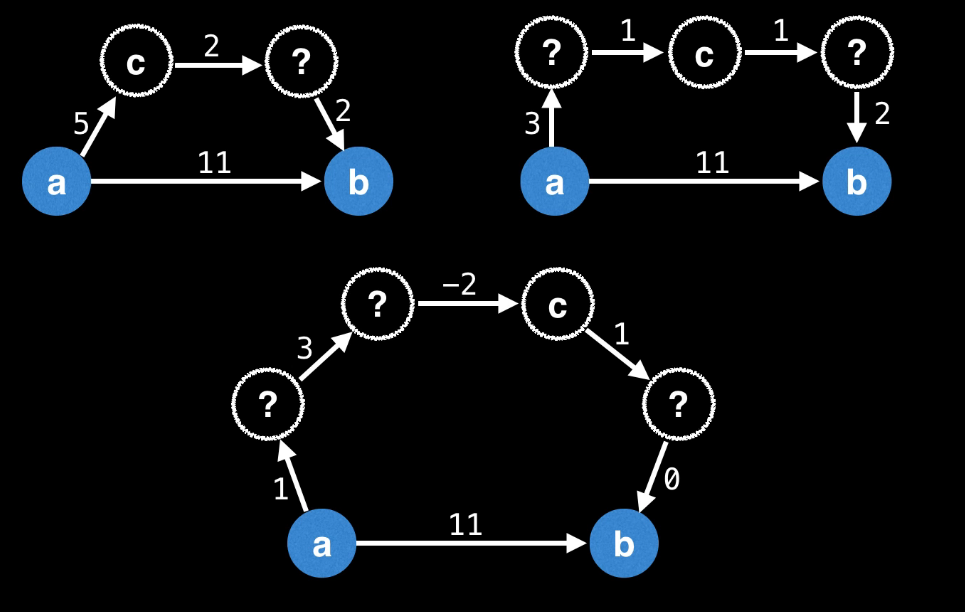 c 2 ?
5 2
a 11 b
? 1 c 1 ?
3 2
a 11 b
? −2 c
3 1
? ?
1 0
a 11 b